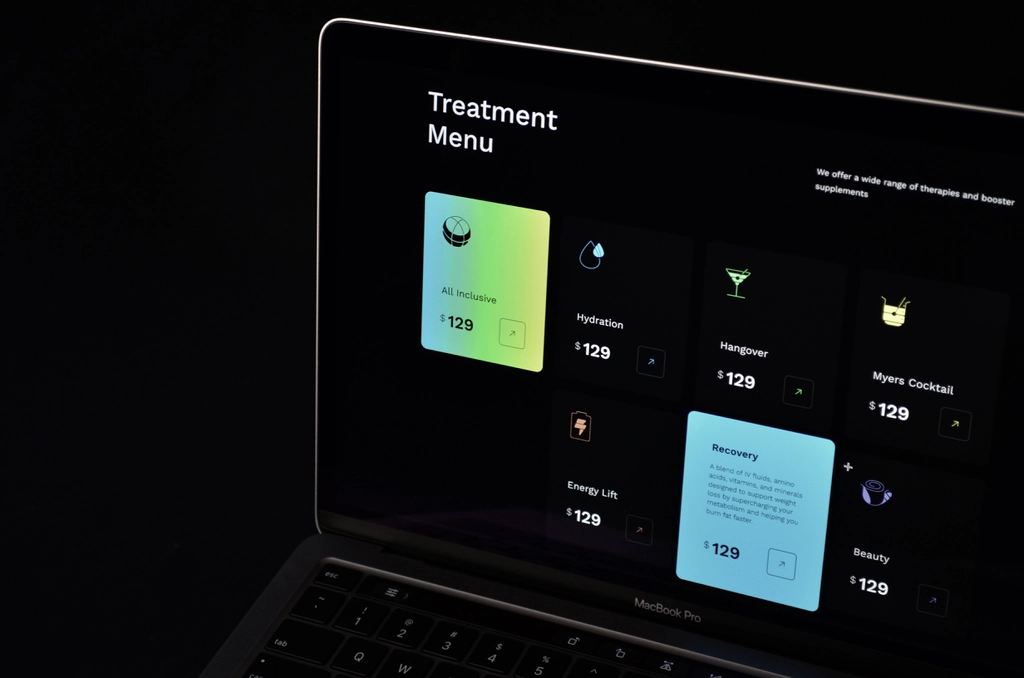 Treatment
Menu
We offer a wide range of therapies and booster
supplements
All Inclusive
$129
Hydration
$129
Hangover
$129
Myers Cocktail
$129
Energy Lift
$129
Recovery
A blend of IV fluids, amino
acids, vitamins, and minerals
designed to support weight
loss by supercharging your
metabolism and helping you
burn fat faster.
$129
Beauty
$129
MacBook Pro
esc
~
! @ # $ %
1 2 3 4 5
tab Q W